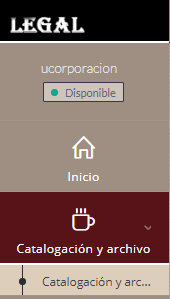 LEGAL
ucorporacion
Disponible
Inicio
Catalogación y archivo
Catalogación y arc...